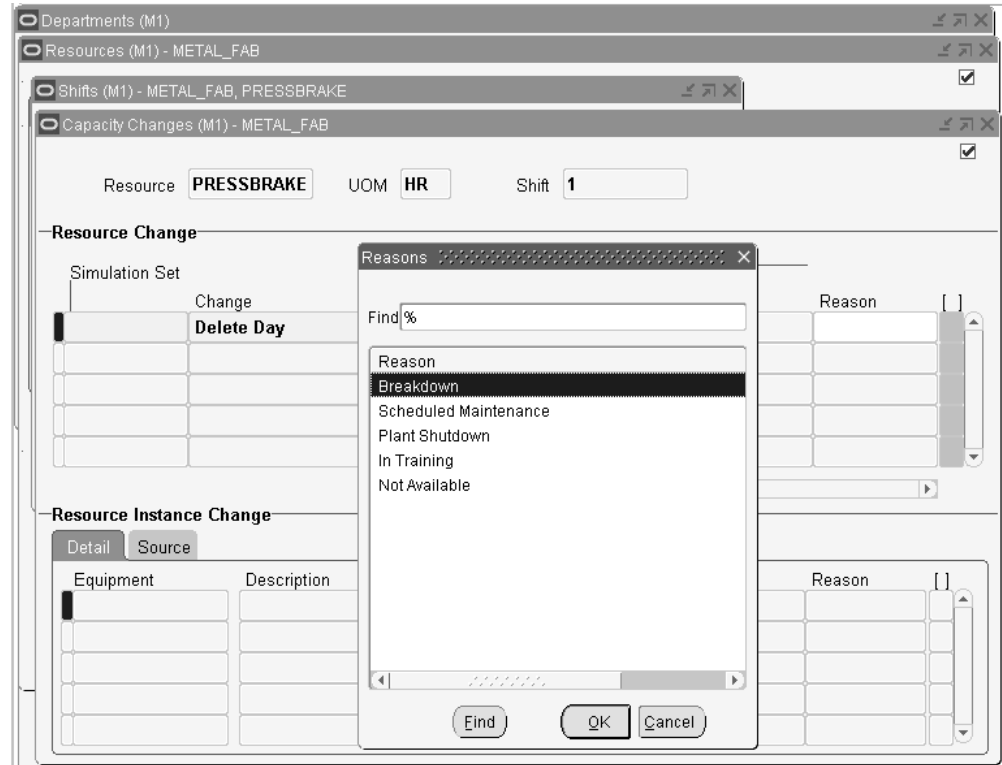 Departments (M1)
Resources (M1) - METAL_FAB
Shifts (M1) - METAL_FAB, PRESSBRAKE
Capacity Changes (M1) - METAL_FAB
Resource PRESSBRAKE UOM HR Shift 1
Resource Change
Simulation Set
Change Reason [ ]
Delete Day
Reasons
Find %
Reason
Breakdown
Scheduled Maintenance
Plant Shutdown
In Training
Not Available
Find OK Cancel
Resource Instance Change
Detail Source
Equipment Description Reason [ ]